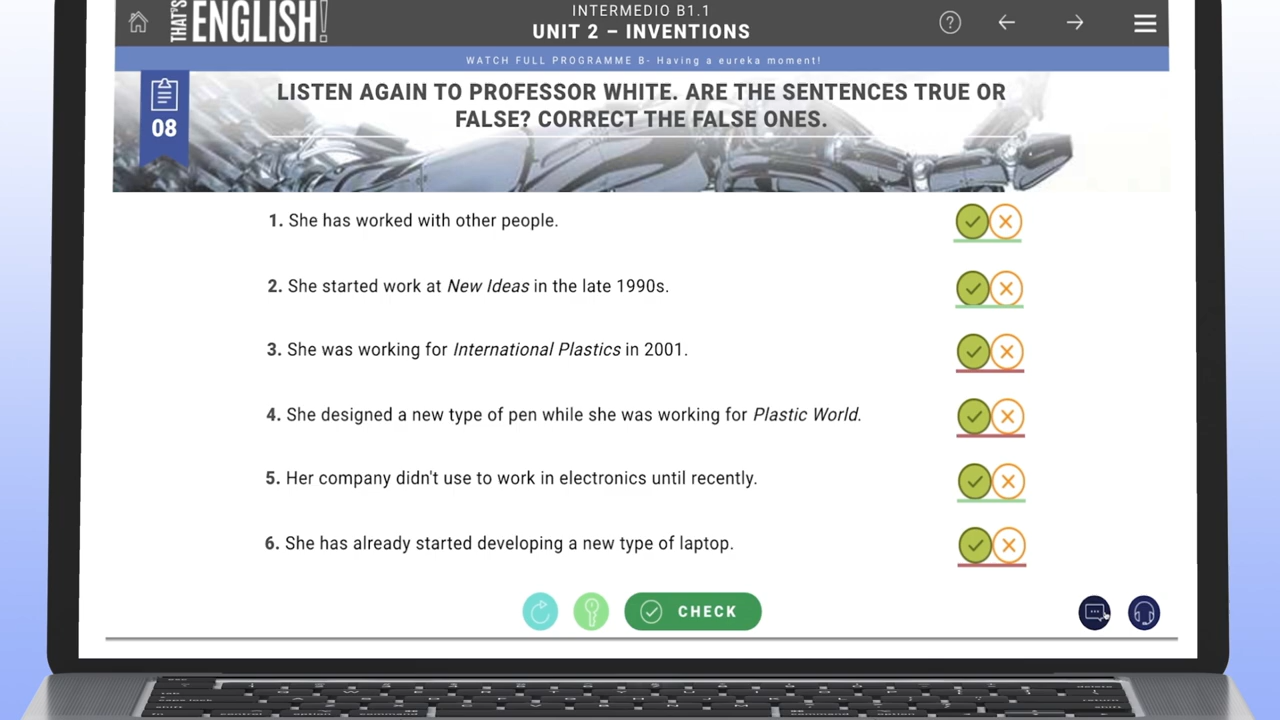 THAT'S ENGLISH!
INTERMEDIO B1.1
UNIT 2 – INVENTIONS
?
WATCH FULL PROGRAMME B- Having a eureka moment!
08
LISTEN AGAIN TO PROFESSOR WHITE. ARE THE SENTENCES TRUE OR
FALSE? CORRECT THE FALSE ONES.
1. She has worked with other people.
2. She started work at New Ideas in the late 1990s.
3. She was working for International Plastics in 2001.
4. She designed a new type of pen while she was working for Plastic World.
5. Her company didn't use to work in electronics until recently.
6. She has already started developing a new type of laptop.
CHECK